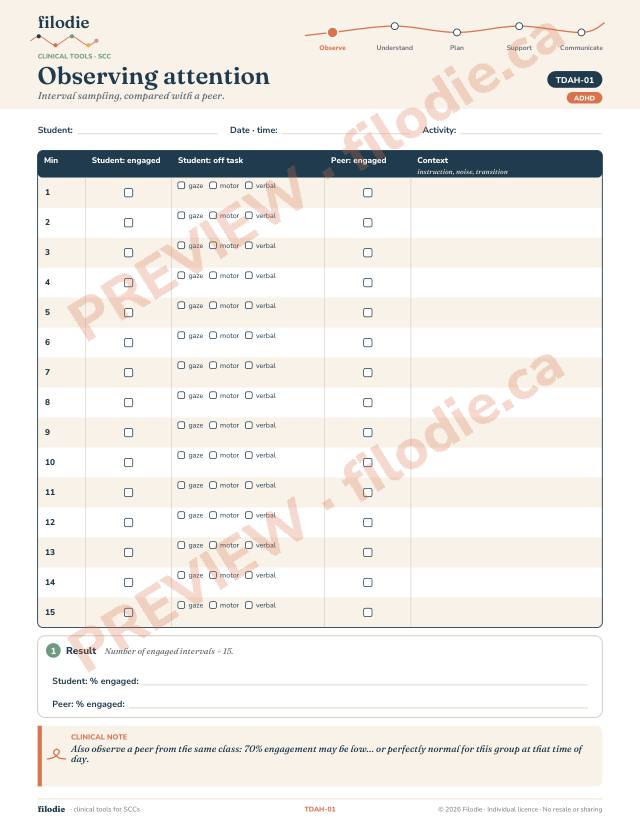 filodie
CLINICAL TOOLS · SCC
Observe Understand Plan Support Communicate
Observing attention
Interval sampling, compared with a peer.
TDAH-01
ADHD
Student: Date · time: Activity:
Min Student: engaged Student: off task Peer: engaged Context
instruction, noise, transition
1 gaze motor verbal
2 gaze motor verbal
3 gaze motor verbal
4 gaze motor verbal
5 gaze motor verbal
6 gaze motor verbal
7 gaze motor verbal
8 gaze motor verbal
9 gaze motor verbal
10 gaze motor verbal
11 gaze motor verbal
12 gaze motor verbal
13 gaze motor verbal
14 gaze motor verbal
15 gaze motor verbal
PREVIEW · filodie.ca
PREVIEW · filodie.ca
1 Result Number of engaged intervals ÷ 15.
Student: % engaged:
Peer: % engaged:
CLINICAL NOTE
Also observe a peer from the same class: 70% engagement may be low... or perfectly normal for this group at that time of
day.
filodie · clinical tools for SCCs TDAH-01 © 2026 Filodie · Individual licence · No resale or sharing